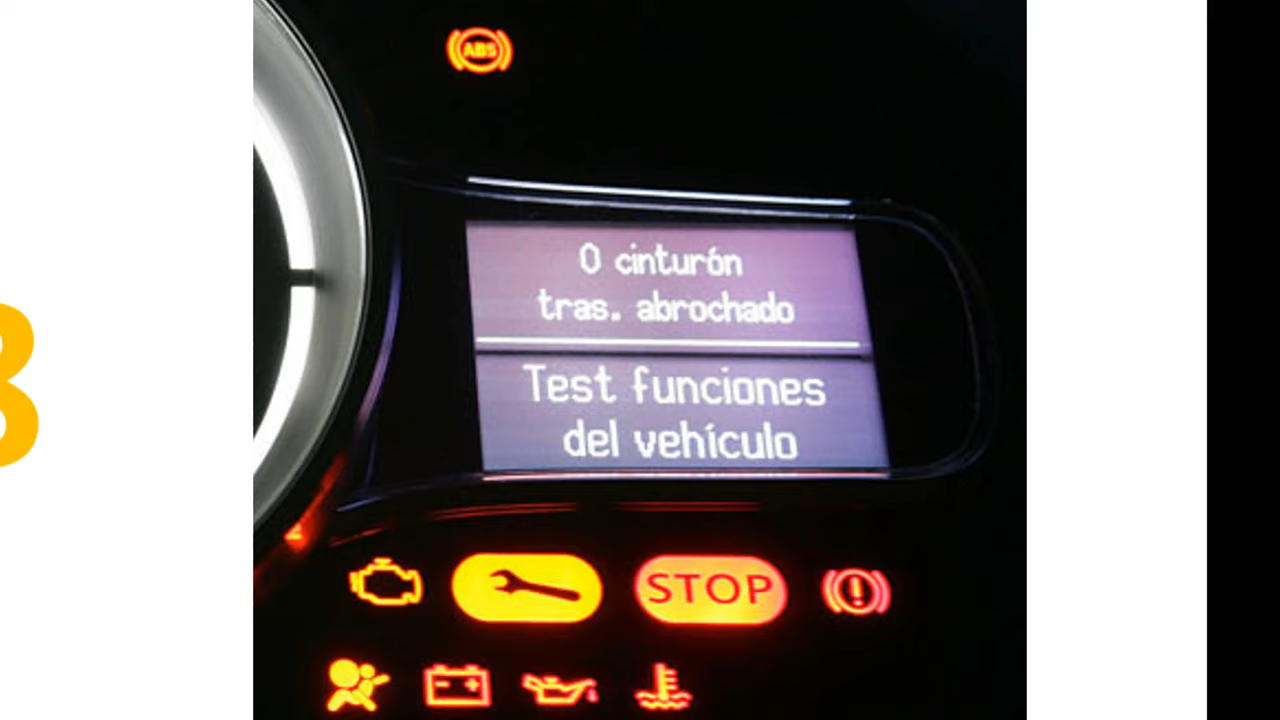 ABS
0 cinturón
tras. abrochado
Test funciones
del vehículo
STOP